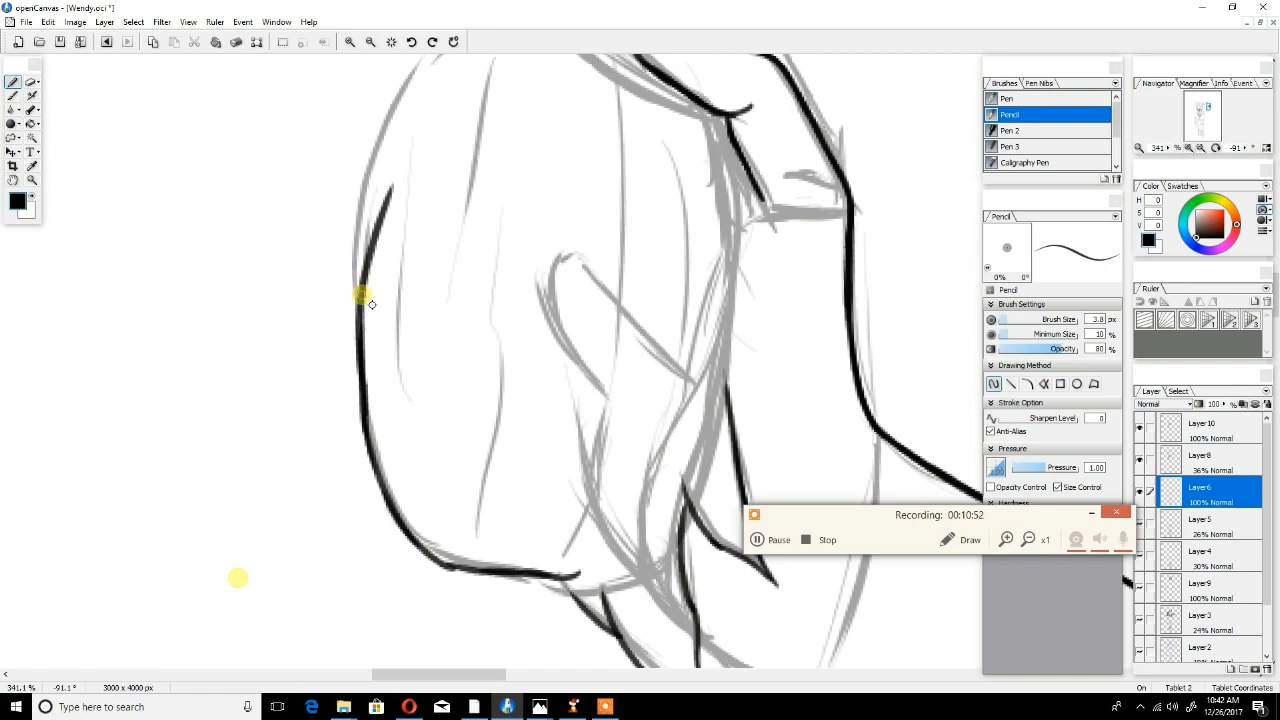 openCanvas - [Wendy.oci *]
File Edit Image Layer Select Filter View Ruler Event Window Help
Brushes Pen Nibs
Pen
Pencil
Pen 2
Pen 3
Caligraphy Pen
Pencil
0% 0°
Pencil
Brush Settings
Brush Size 3.8 px
Minimum Size 10 %
Opacity 80 %
Drawing Method
Stroke Option
Sharpen Level 0
Anti-Alias
Pressure
Pressure 1.00
Opacity Control Size Control
Navigator Magnifier Info Event
341 % -91 °
Color Swatches
H 0
S 0
V 0
Ruler
1 2 3
Layer Select
Normal 100 %
Layer10
100% Normal
Layer8
36% Normal
Layer6
100% Normal
Layer5
26% Normal
Layer4
30% Normal
Layer9
100% Normal
Layer3
24% Normal
Layer2
Recording: 00:10:52
Pause Stop Draw x1
341.1 % -91.1 ° 3000 x 4000 px On Tablet 2 Tablet Coordinates
Type here to search
10:42 AM
12/26/2017